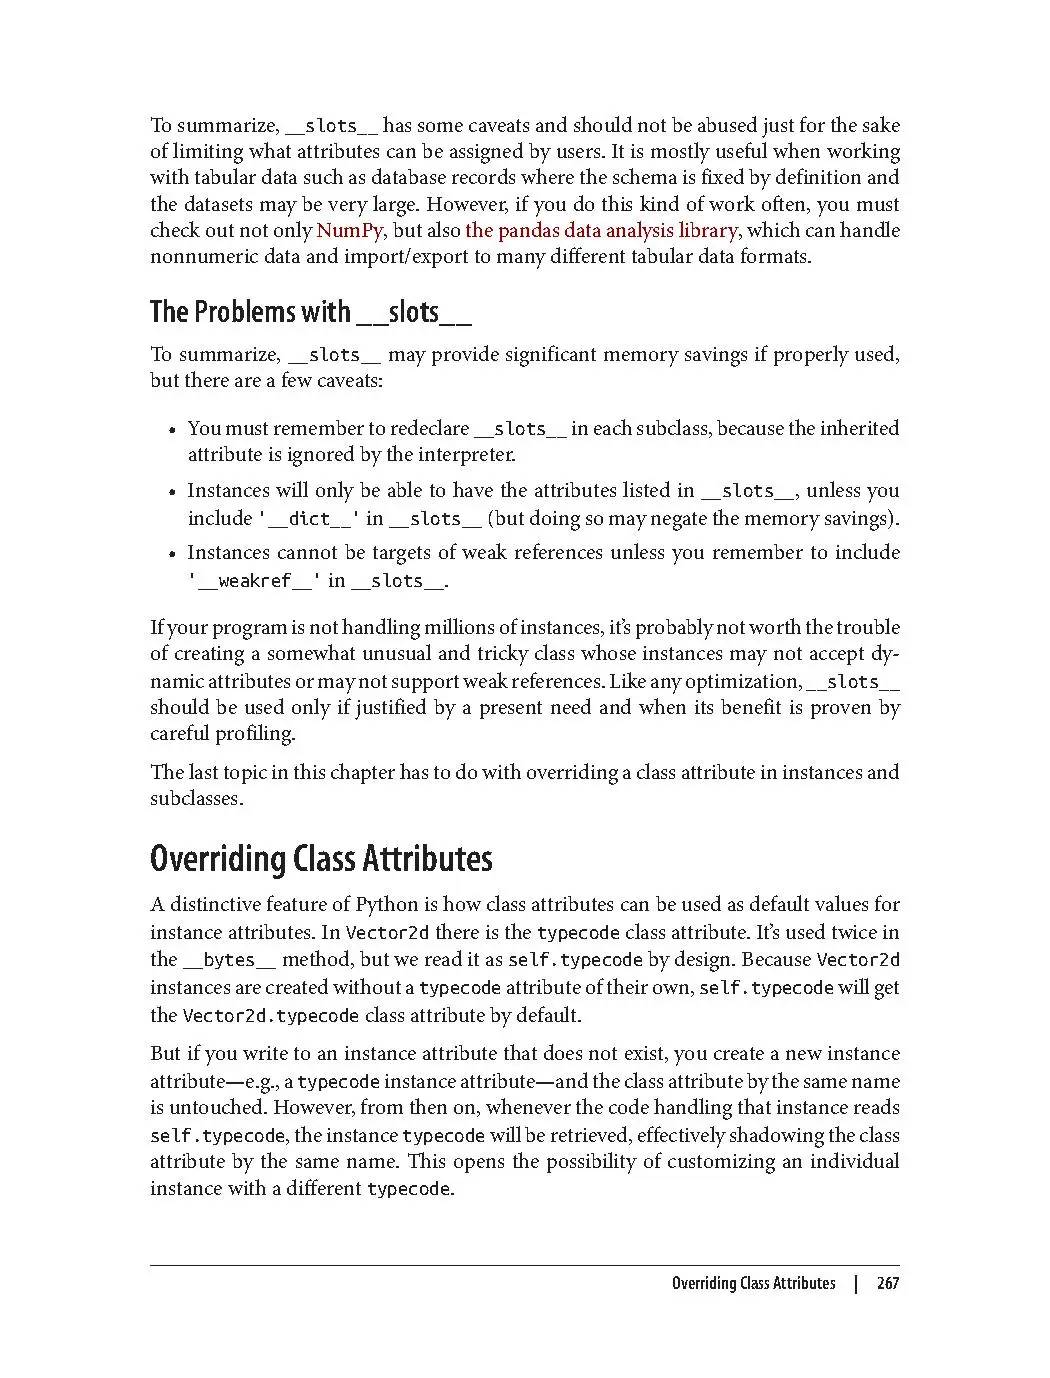 To summarize, __slots__ has some caveats and should not be abused just for the sake
of limiting what attributes can be assigned by users. It is mostly useful when working
with tabular data such as database records where the schema is fixed by definition and
the datasets may be very large. However, if you do this kind of work often, you must
check out not only NumPy, but also the pandas data analysis library, which can handle
nonnumeric data and import/export to many different tabular data formats.
The Problems with __slots__
To summarize, __slots__ may provide significant memory savings if properly used,
but there are a few caveats:
• You must remember to redeclare __slots__ in each subclass, because the inherited
attribute is ignored by the interpreter.
• Instances will only be able to have the attributes listed in __slots__, unless you
include '__dict__' in __slots__ (but doing so may negate the memory savings).
• Instances cannot be targets of weak references unless you remember to include
'__weakref__' in __slots__.
If your program is not handling millions of instances, it’s probably not worth the trouble
of creating a somewhat unusual and tricky class whose instances may not accept dy-
namic attributes or may not support weak references. Like any optimization, __slots__
should be used only if justified by a present need and when its benefit is proven by
careful profiling.
The last topic in this chapter has to do with overriding a class attribute in instances and
subclasses.
Overriding Class Attributes
A distinctive feature of Python is how class attributes can be used as default values for
instance attributes. In Vector2d there is the typecode class attribute. It’s used twice in
the __bytes__ method, but we read it as self.typecode by design. Because Vector2d
instances are created without a typecode attribute of their own, self.typecode will get
the Vector2d.typecode class attribute by default.
But if you write to an instance attribute that does not exist, you create a new instance
attribute—e.g., a typecode instance attribute—and the class attribute by the same name
is untouched. However, from then on, whenever the code handling that instance reads
self.typecode, the instance typecode will be retrieved, effectively shadowing the class
attribute by the same name. This opens the possibility of customizing an individual
instance with a different typecode.
Overriding Class Attributes | 267